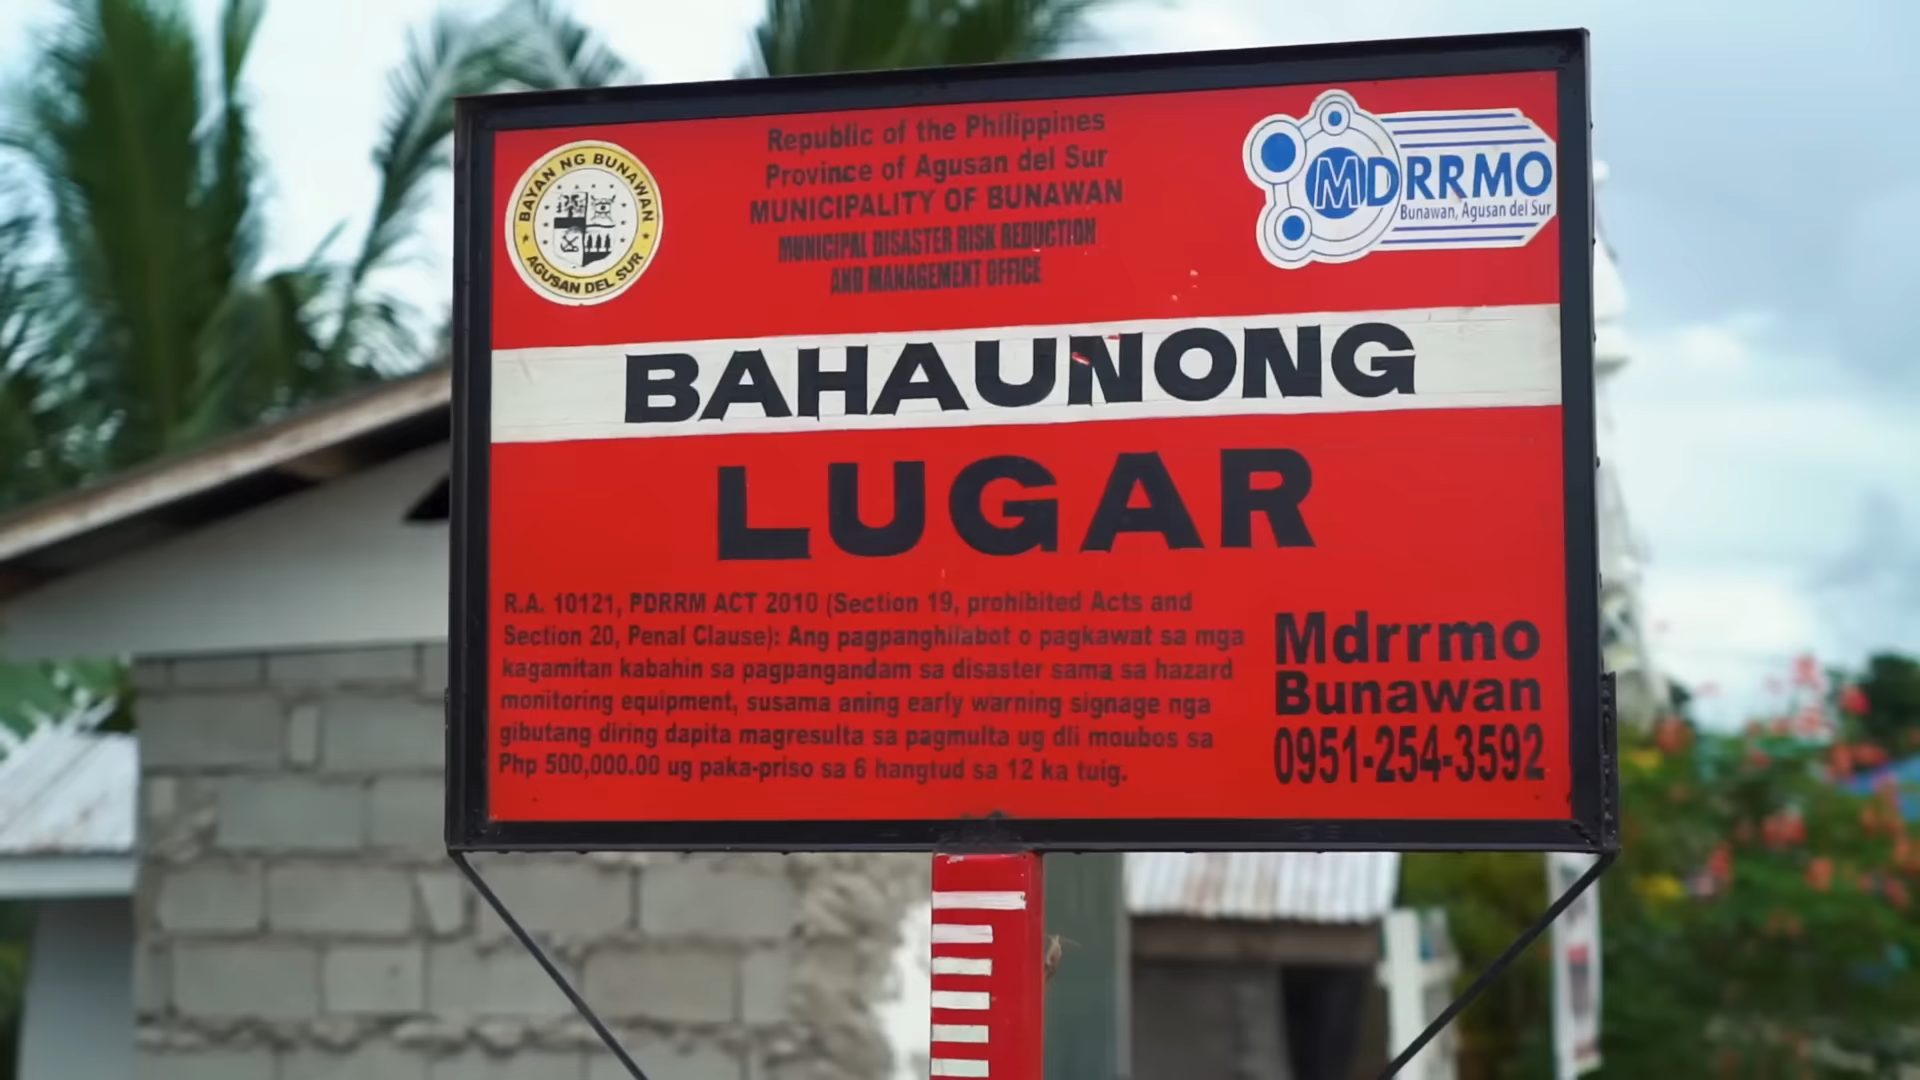 BAYAN NG BUNAWAN
AGUSAN DEL SUR
Republic of the Philippines
Province of Agusan del Sur
MUNICIPALITY OF BUNAWAN
MUNICIPAL DISASTER RISK REDUCTION
AND MANAGEMENT OFFICE
MDRRMO
Bunawan, Agusan del Sur
BAHAUNONG
LUGAR
R.A. 10121, PDRRM ACT 2010 (Section 19, prohibited Acts and
Section 20, Penal Clause): Ang pagpanghilabot o pagkawat sa mga
kagamitan kabahin sa pagpangandam sa disaster sama sa hazard
monitoring equipment, susama aning early warning signage nga
gibutang diring dapita magresulta sa pagmulta ug dli moubos sa
Php 500,000.00 ug paka-priso sa 6 hangtud sa 12 ka tuig.
Mdrrmo
Bunawan
0951-254-3592